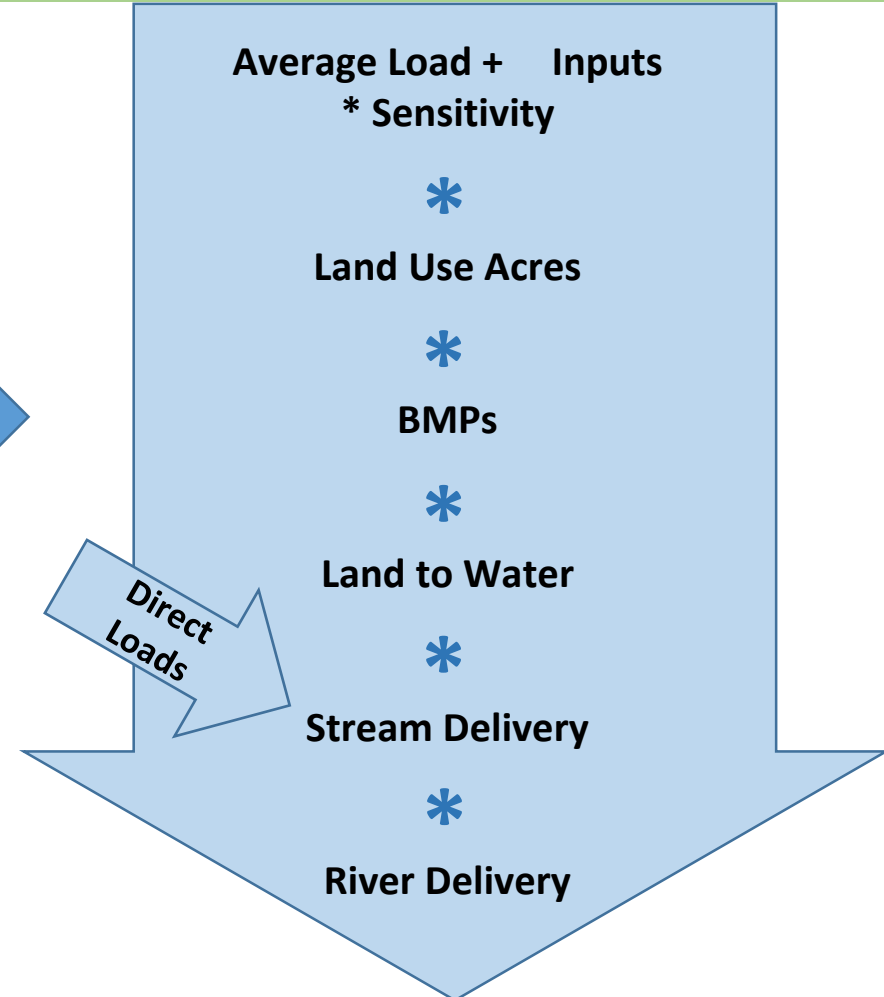 Average Load + Inputs
* Sensitivity
*
Land Use Acres
*
BMPs
*
Land to Water
*
Direct
Loads
Stream Delivery
*
River Delivery